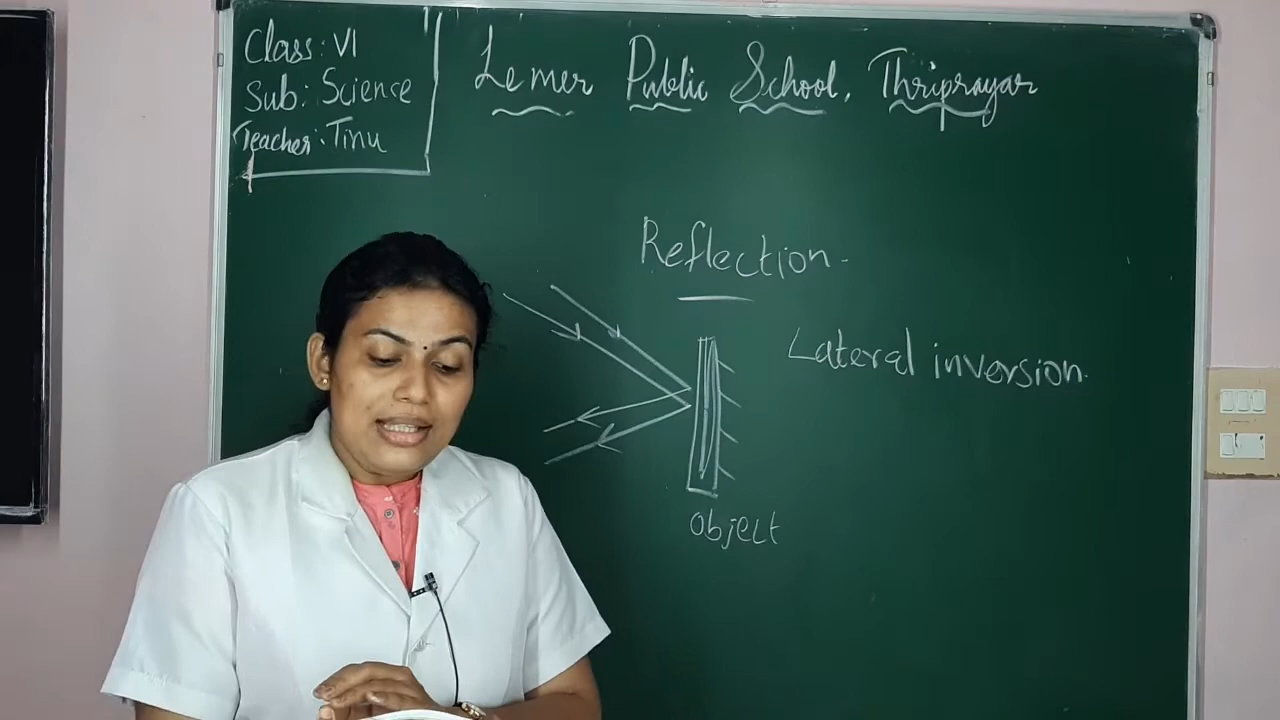 Class: VI
Sub: Science
Teacher: Tinu
Lemer Public School, Thriprayar
Reflection.
Lateral inversion.
Object